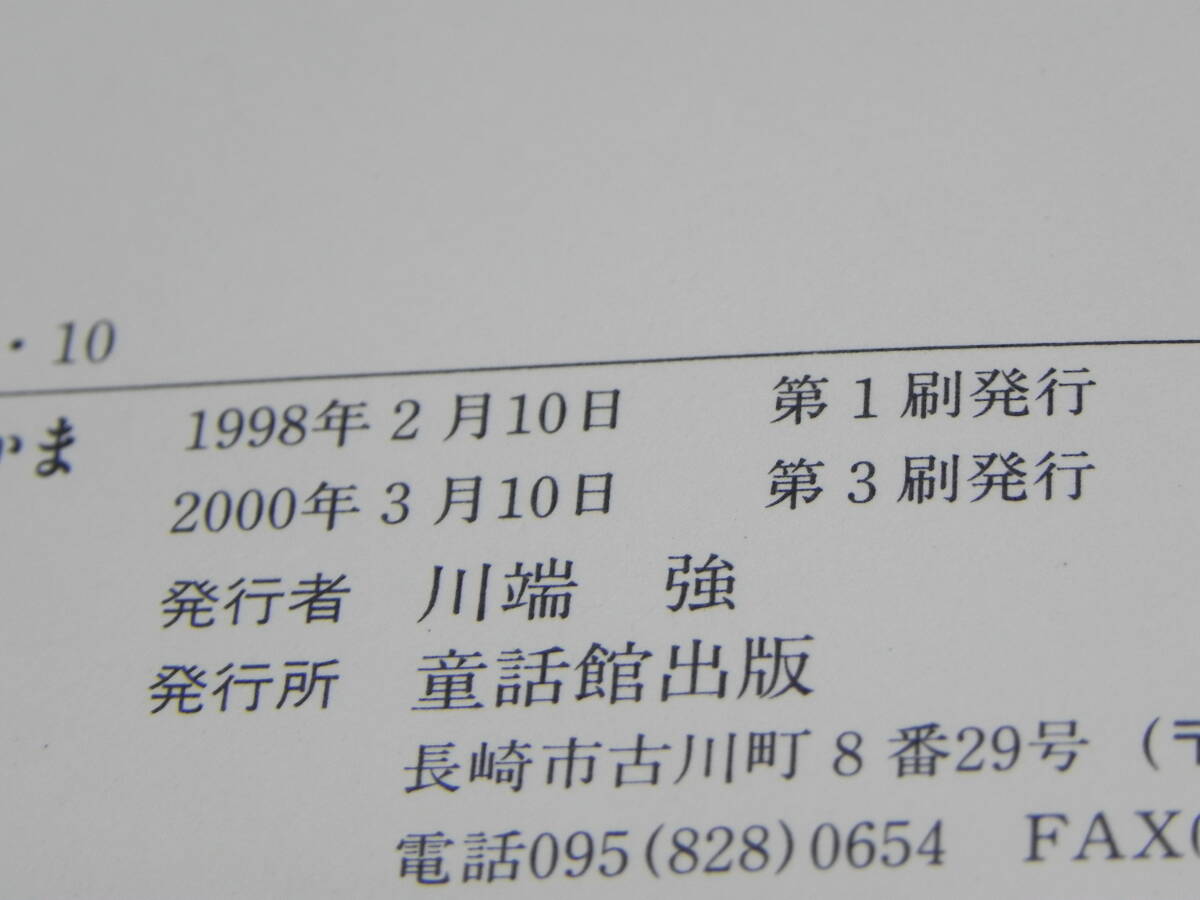 ・10
かま
1998年2月10日 第1刷発行
2000年3月10日 第3刷発行
発行者 川端 強
発行所 童話館出版
長崎市古川町8番29号 (〒
電話095(828)0654 FAX(